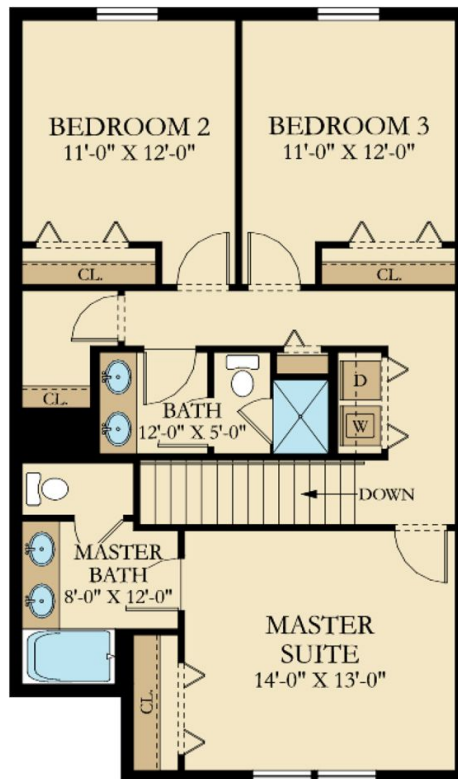 BEDROOM 2
11'-0" X 12'-0"
BEDROOM 3
11'-0" X 12'-0"
CL.
CL.
CL.
BATH
12'-0" X 5'-0"
D
W
DOWN
MASTER
BATH
8'-0" X 12'-0"
MASTER
SUITE
14'-0" X 13'-0"
CL.